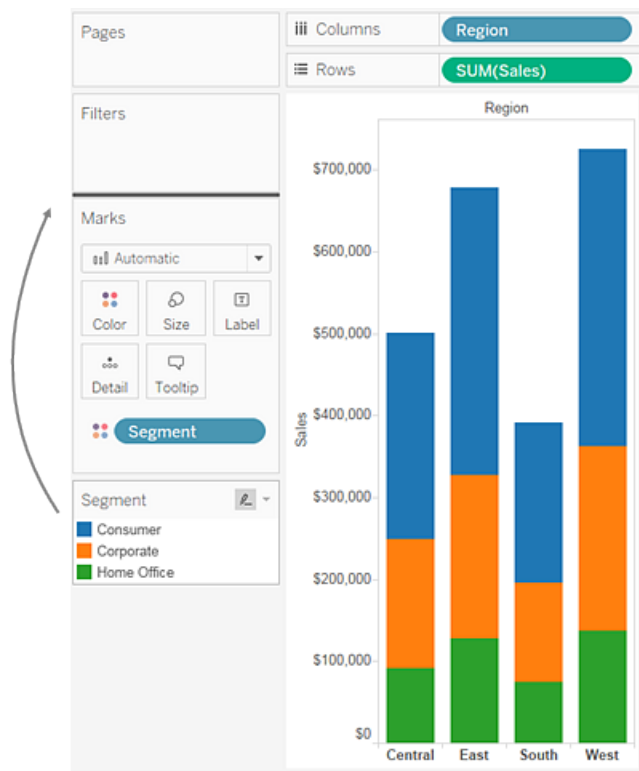 Pages
Columns Region
Rows SUM(Sales)
Filters
Marks
Automatic
Color Size Label
Detail Tooltip
Segment
Segment
Consumer
Corporate
Home Office
Region
Sales
$700,000
$600,000
$500,000
$400,000
$300,000
$200,000
$100,000
$0
Central East South West